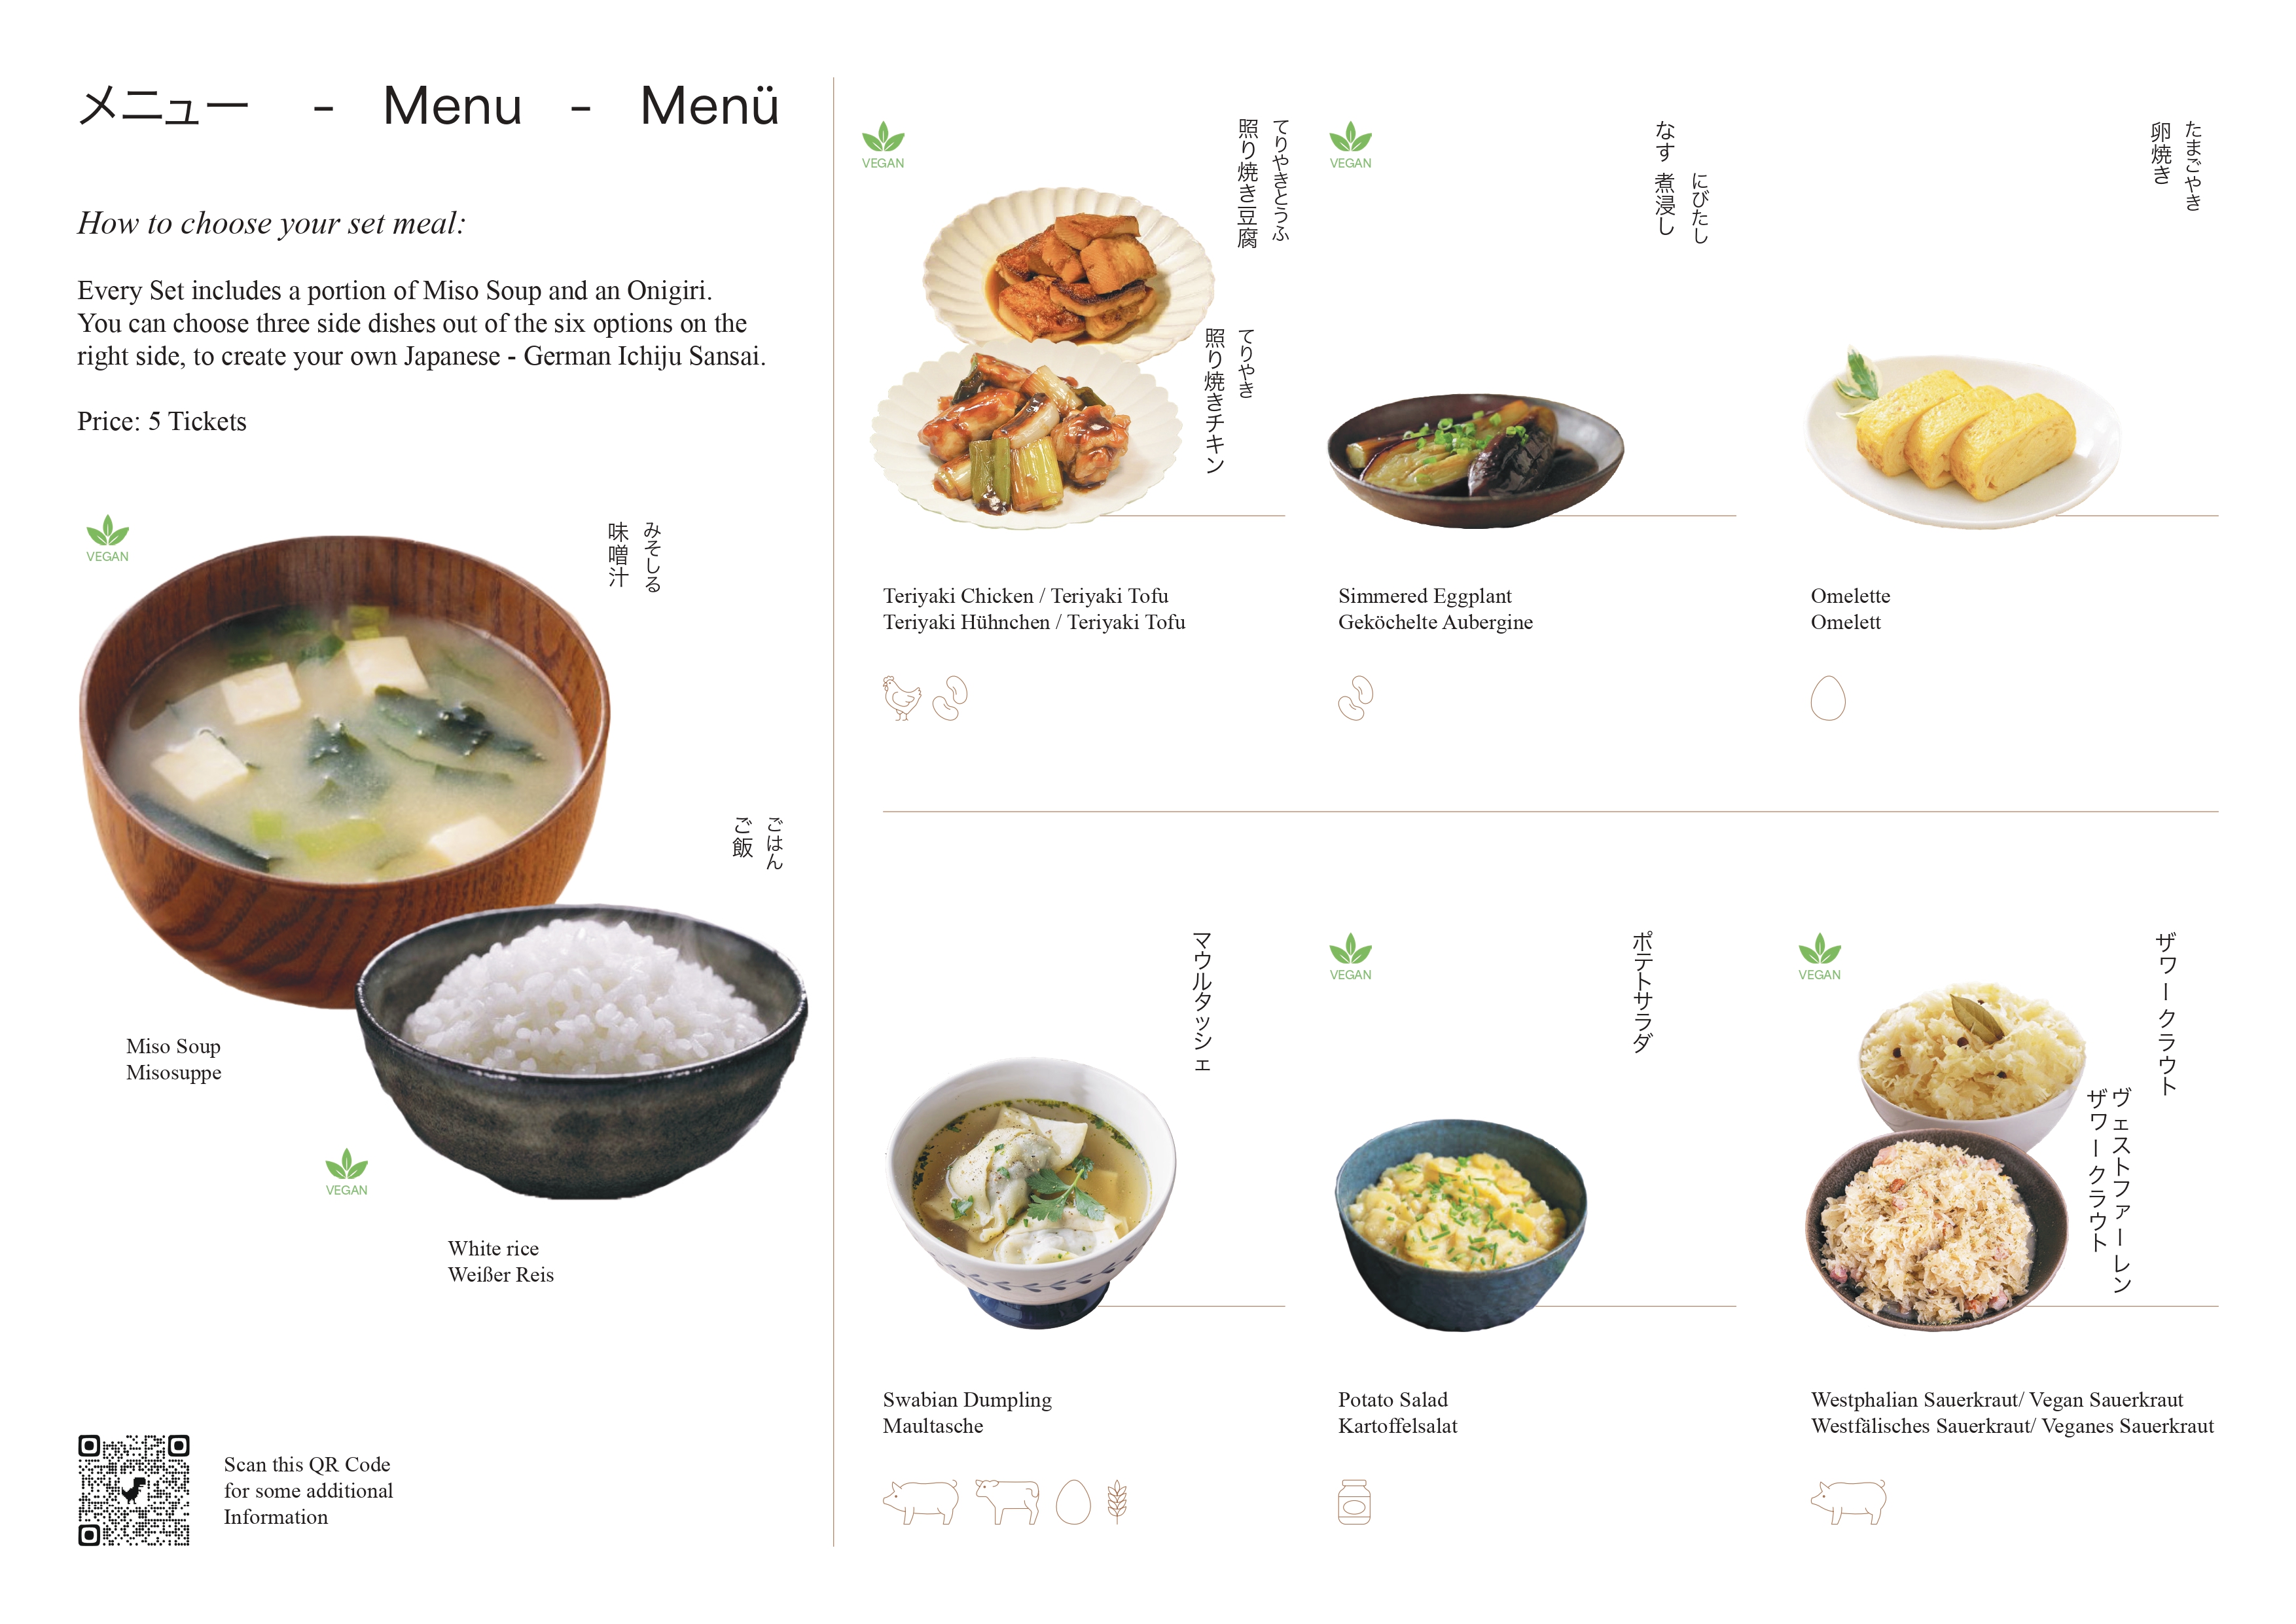 メニュー - Menu - Menü
How to choose your set meal:
Every Set includes a portion of Miso Soup and an Onigiri.
You can choose three side dishes out of the six options on the
right side, to create your own Japanese - German Ichiju Sansai.
Price: 5 Tickets
VEGAN
みそしる
味噌汁
ごはん
ご飯
Miso Soup
Misosuppe
VEGAN
White rice
Weißer Reis
Scan this QR Code
for some additional
Information
VEGAN
てりやきとうふ
照り焼き豆腐
てりやき
照り焼きチキン
Teriyaki Chicken / Teriyaki Tofu
Teriyaki Hühnchen / Teriyaki Tofu
VEGAN
にびたし
なす 煮浸し
Simmered Eggplant
Geköchelte Aubergine
たまごやき
卵焼き
Omelette
Omelett
マウルタッシェ
Swabian Dumpling
Maultasche
VEGAN
ポテトサラダ
Potato Salad
Kartoffelsalat
VEGAN
ザワークラウト
ヴェストファーレン
ザワークラウト
Westphalian Sauerkraut/ Vegan Sauerkraut
Westfälisches Sauerkraut/ Veganes Sauerkraut